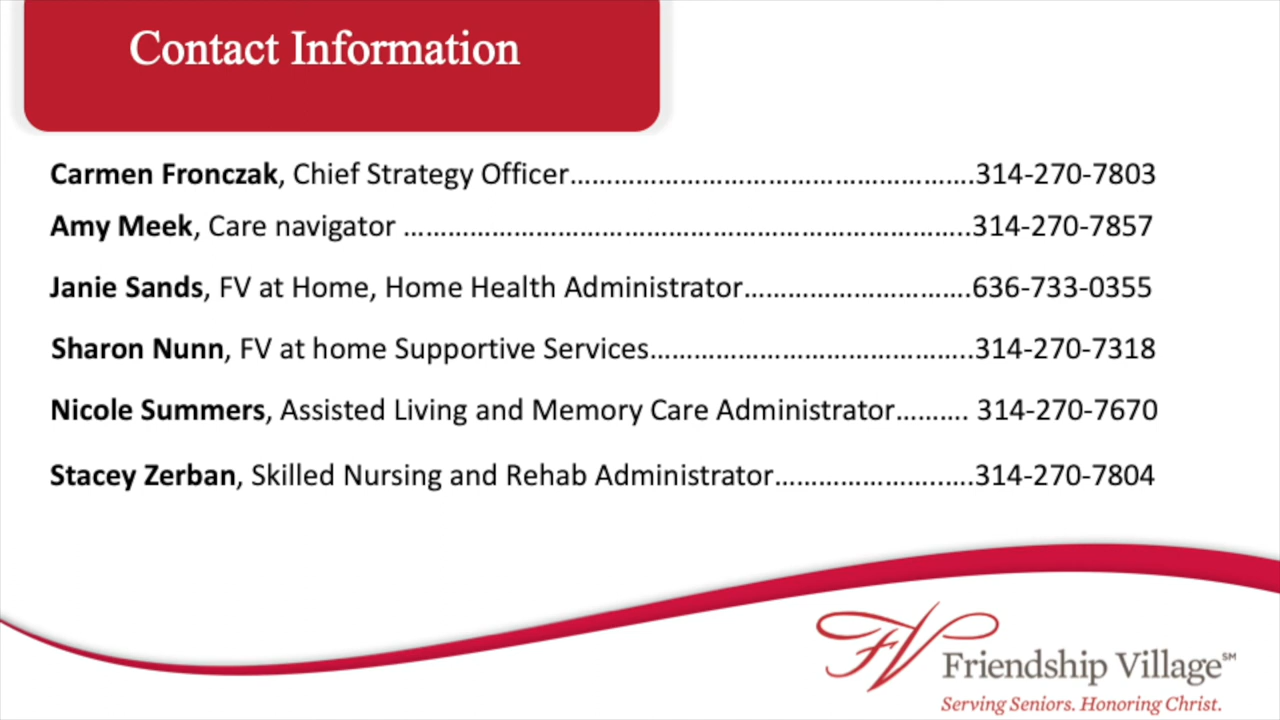 Contact Information
Carmen Fronczak, Chief Strategy Officer……………………………………………….314-270-7803
Amy Meek, Care navigator …………………………………………………………………..314-270-7857
Janie Sands, FV at Home, Home Health Administrator………………………….636-733-0355
Sharon Nunn, FV at home Supportive Services……………………………………..314-270-7318
Nicole Summers, Assisted Living and Memory Care Administrator………. 314-270-7670
Stacey Zerban, Skilled Nursing and Rehab Administrator…………………..….314-270-7804
FV
Friendship Village℠
Serving Seniors. Honoring Christ.